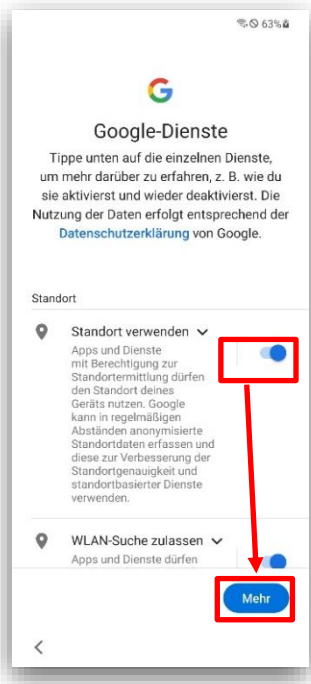 63%
Google-Dienste
Tippe unten auf die einzelnen Dienste,
um mehr darüber zu erfahren, z. B. wie du
sie aktivierst und wieder deaktivierst. Die
Nutzung der Daten erfolgt entsprechend der
Datenschutzerklärung von Google.
Standort
Standort verwenden
Apps und Dienste
mit Berechtigung zur
Standortermittlung dürfen
den Standort deines
Geräts nutzen. Google
kann in regelmäßigen
Abständen anonymisierte
Standortdaten erfassen und
diese zur Verbesserung der
Standortgenauigkeit und
standortbasierter Dienste
verwenden.
WLAN-Suche zulassen
Apps und Dienste dürfen
Mehr